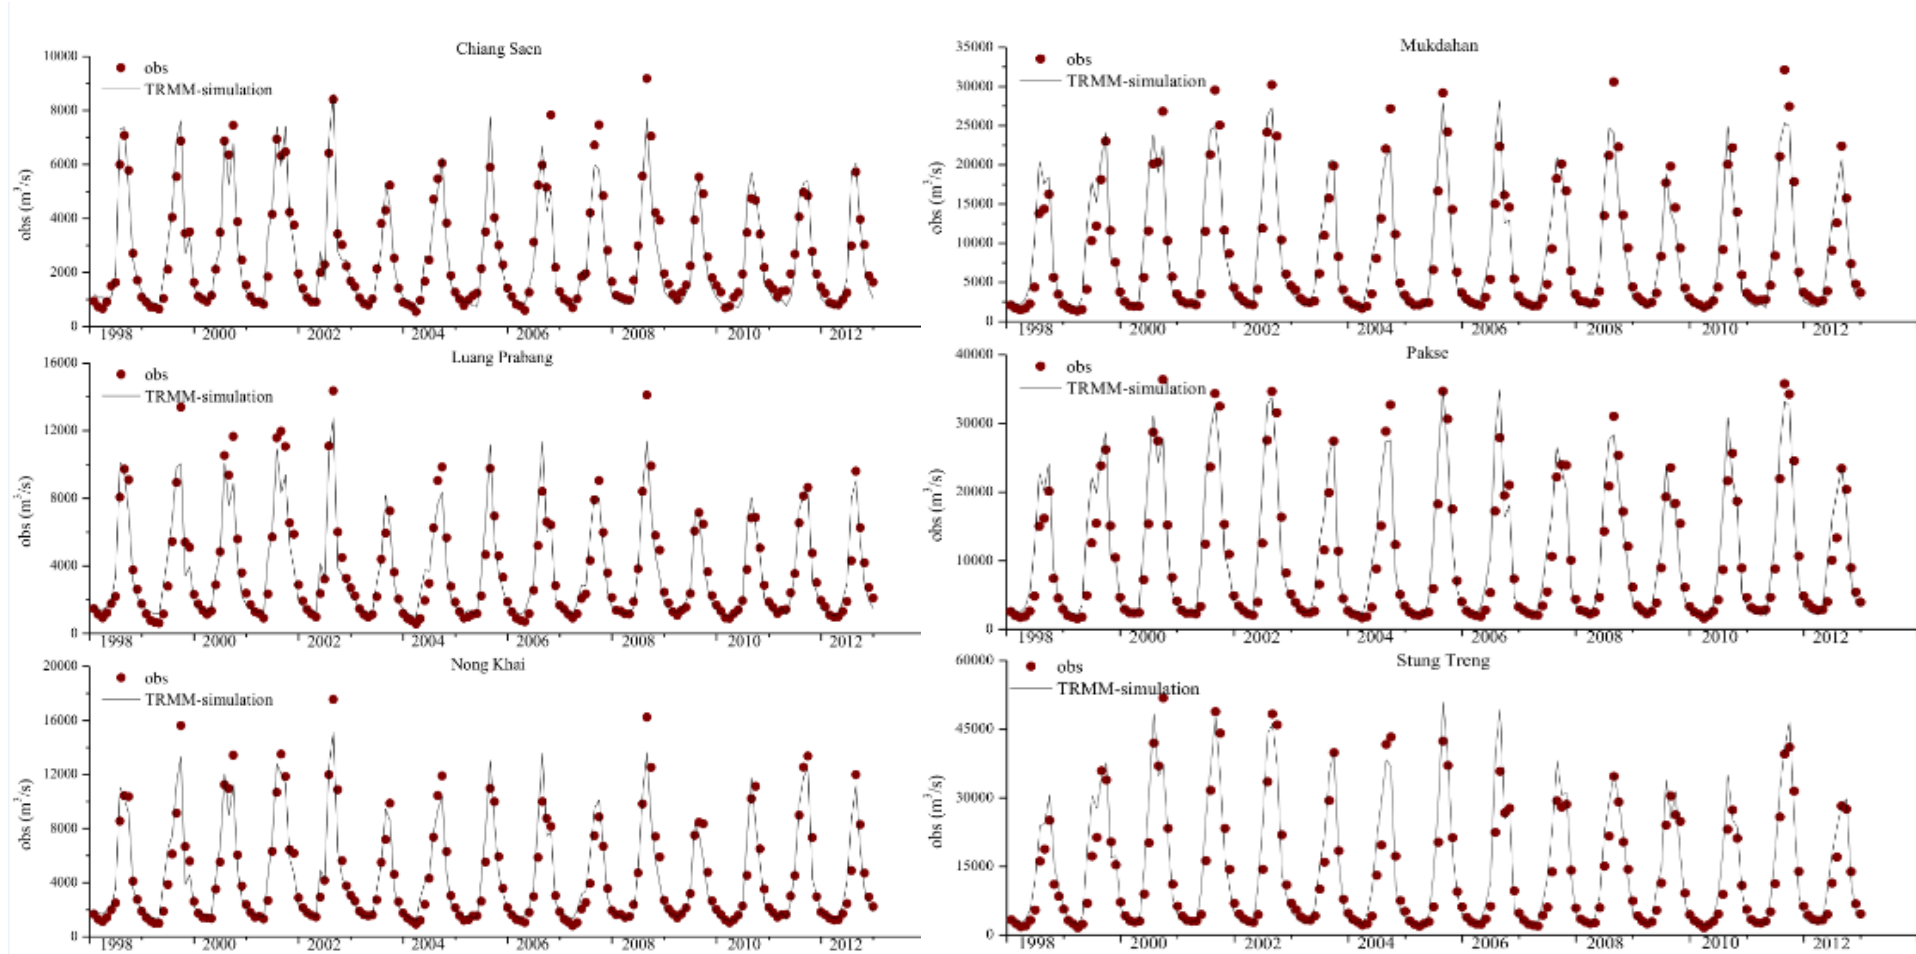 Chiang Saen
obs
TRMM-simulation
obs (m³/s)
10000
8000
6000
4000
2000
0
1998 2000 2002 2004 2006 2008 2010 2012
Luang Prabang
obs
TRMM-simulation
obs (m³/s)
16000
12000
8000
4000
0
1998 2000 2002 2004 2006 2008 2010 2012
Nong Khai
obs
TRMM-simulation
obs (m³/s)
20000
16000
12000
8000
4000
0
1998 2000 2002 2004 2006 2008 2010 2012
Mukdahan
obs
TRMM-simulation
obs (m³/s)
35000
30000
25000
20000
15000
10000
5000
0
1998 2000 2002 2004 2006 2008 2010 2012
Pakse
obs
TRMM-simulation
obs (m³/s)
40000
30000
20000
10000
0
1998 2000 2002 2004 2006 2008 2010 2012
Stung Treng
obs
TRMM-simulation
obs (m³/s)
60000
45000
30000
15000
0
1998 2000 2002 2004 2006 2008 2010 2012